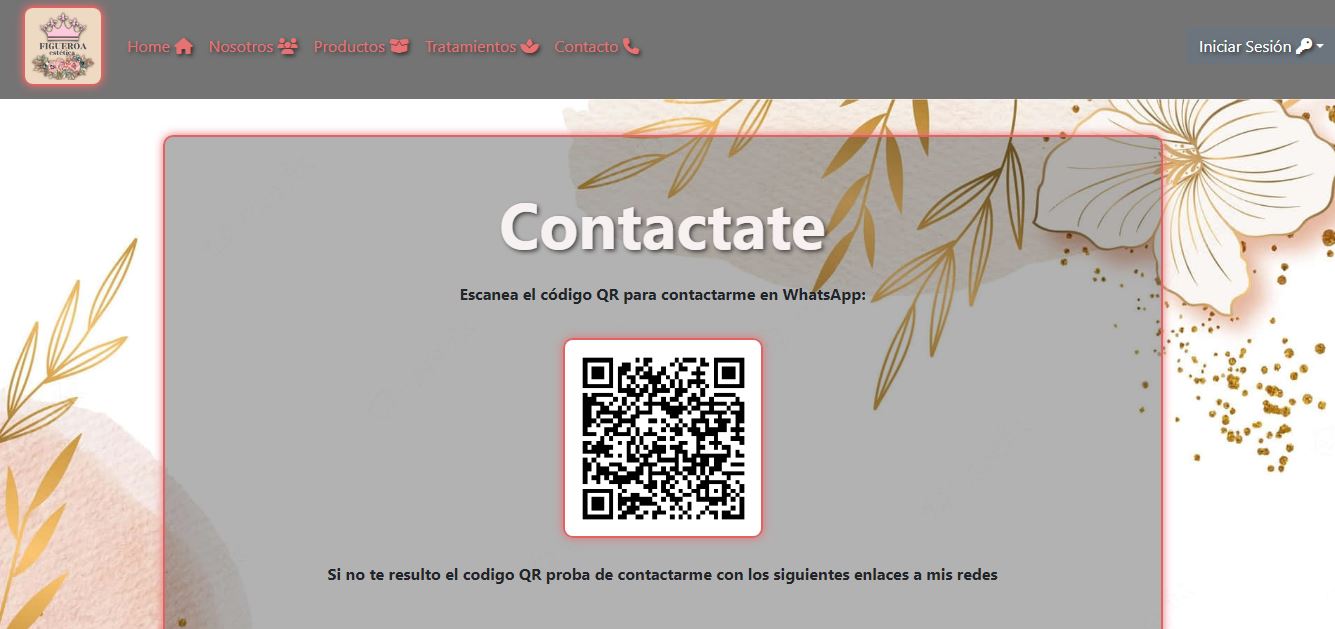 FIGUEROA
estética
Home
Nosotros
Productos
Tratamientos
Contacto
Iniciar Sesión
Contactate
Escanea el código QR para contactarme en WhatsApp:
Si no te resulto el codigo QR proba de contactarme con los siguientes enlaces a mis redes